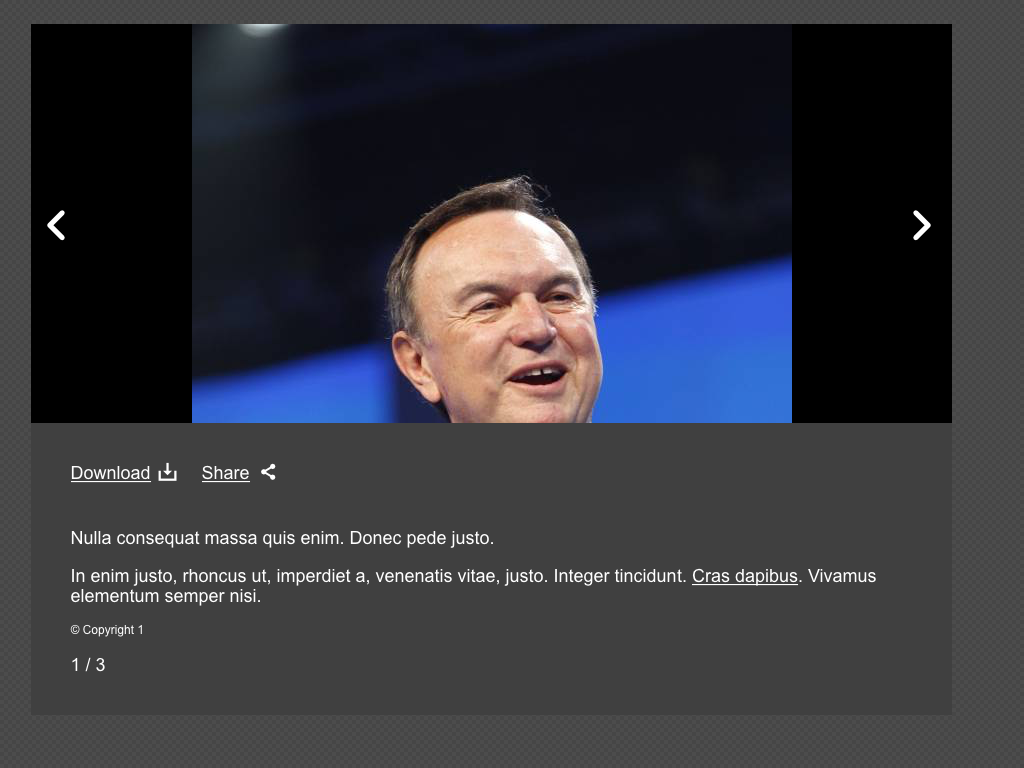 Download Share
Nulla consequat massa quis enim. Donec pede justo.
In enim justo, rhoncus ut, imperdiet a, venenatis vitae, justo. Integer tincidunt. Cras dapibus. Vivamus
elementum semper nisi.
© Copyright 1
1 / 3